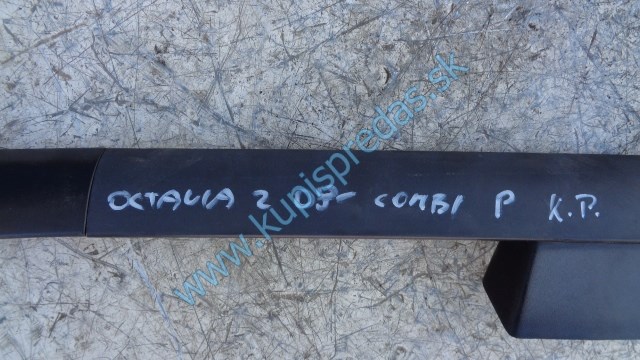 OCTAVIA 2 05- COMBI P K.P.
www.kupispredas.sk